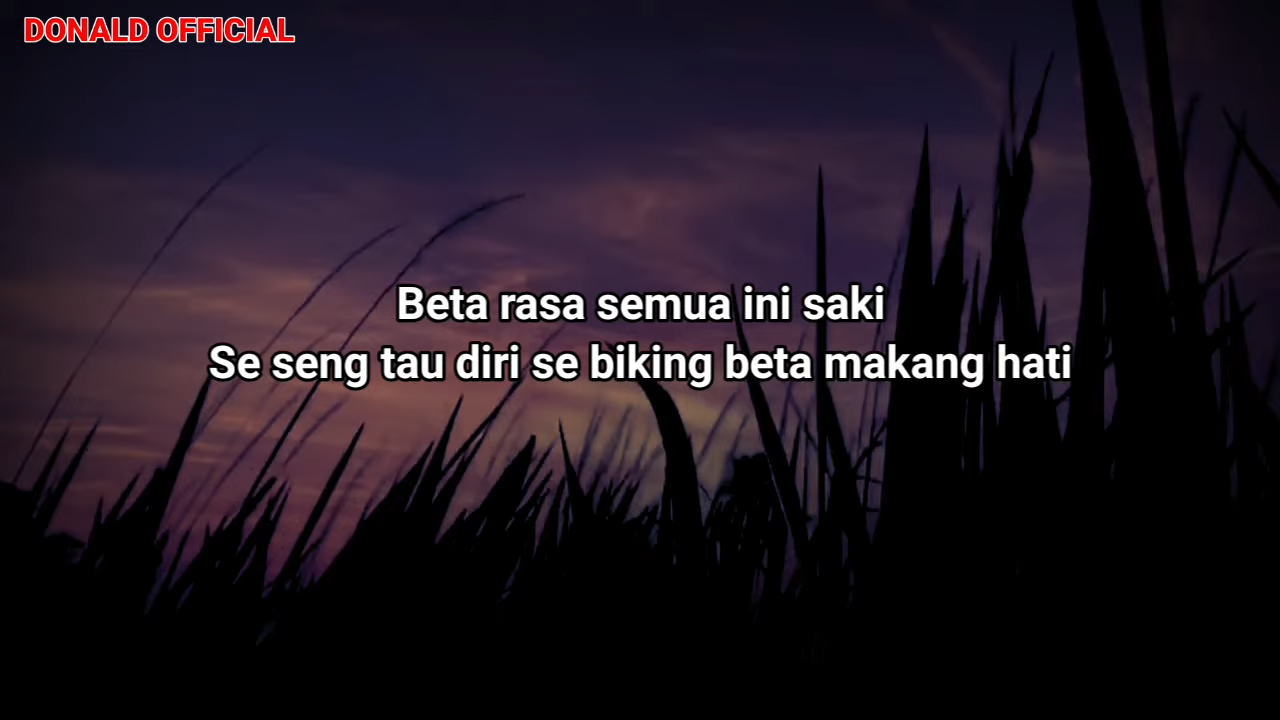 DONALD OFFICIAL
Beta rasa semua ini saki
Se seng tau diri se biking beta makang hati